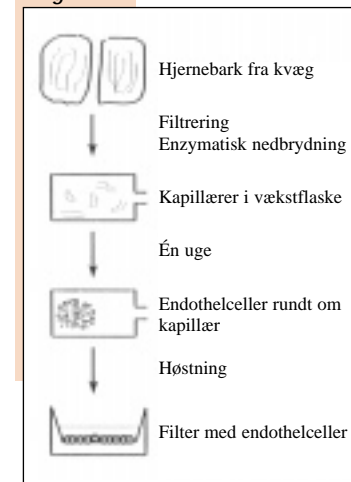 Hjernebark fra kvæg
Filtrering
Enzymatisk nedbrydning
Kapillærer i vækstflaske
Én uge
Endothelceller rundt om
kapillær
Høstning
Filter med endothelceller